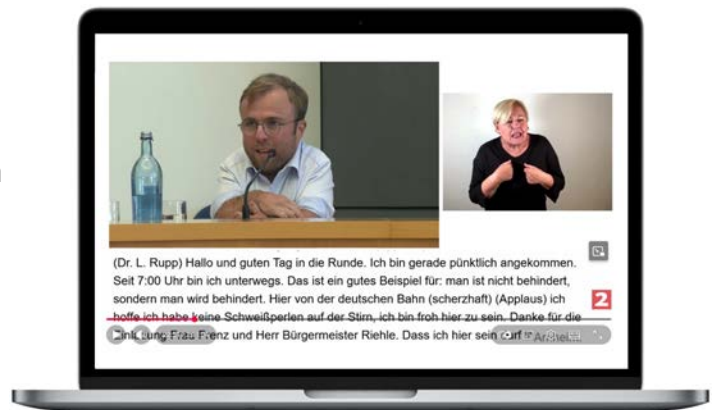 (Dr. L. Rupp) Hallo und guten Tag in die Runde. Ich bin gerade pünktlich angekommen.
Seit 7:00 Uhr bin ich unterwegs. Das ist ein gutes Beispiel für: man ist nicht behindert,
sondern man wird behindert. Hier von der deutschen Bahn (scherzhaft) (Applaus) ich
2
hoffe ich habe keine Schweißperlen auf der Stirn, ich bin froh hier zu sein. Danke für die
Einladung Frau Frenz und Herr Bürgermeister Riehle. Dass ich hier sein darf